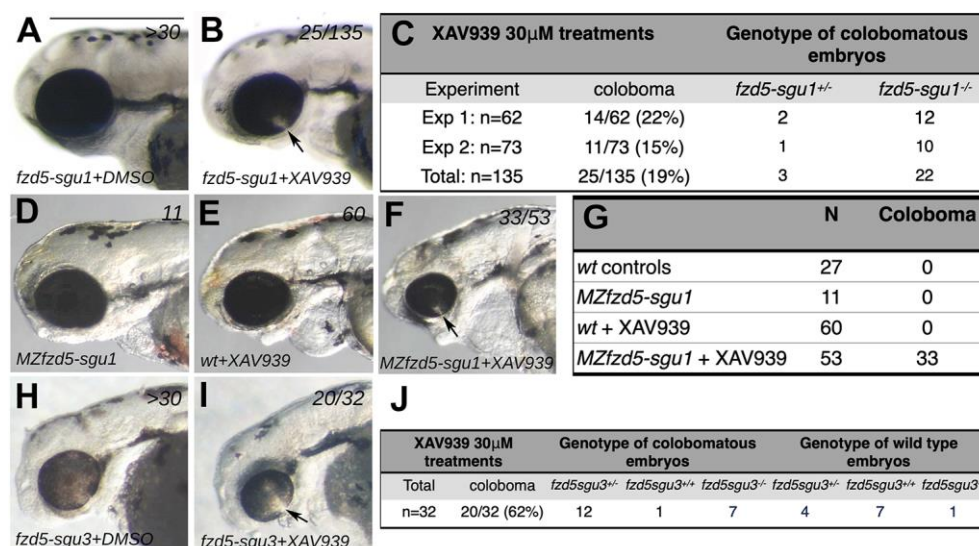 A
>30
fzd5-sgu1+DMSO
B
25/135
fzd5-sgu1+XAV939
C
XAV939 30µM treatments Genotype of colobomatous embryos
Experiment coloboma fzd5-sgu1+/- fzd5-sgu1-/-
Exp 1: n=62 14/62 (22%) 2 12
Exp 2: n=73 11/73 (15%) 1 10
Total: n=135 25/135 (19%) 3 22
D
11
MZfzd5-sgu1
E
60
wt+XAV939
F
33/53
MZfzd5-sgu1+XAV939
G
N Coloboma
wt controls 27 0
MZfzd5-sgu1 11 0
wt + XAV939 60 0
MZfzd5-sgu1 + XAV939 53 33
H
>30
fzd5-sgu3+DMSO
I
20/32
fzd5-sgu3+XAV939
J
XAV939 30µM treatments Genotype of colobomatous embryos Genotype of wild type embryos
Total coloboma fzd5sgu3+/- fzd5sgu3+/+ fzd5sgu3-/- fzd5sgu3+/- fzd5sgu3+/+ fzd5sgu3
n=32 20/32 (62%) 12 1 7 4 7 1